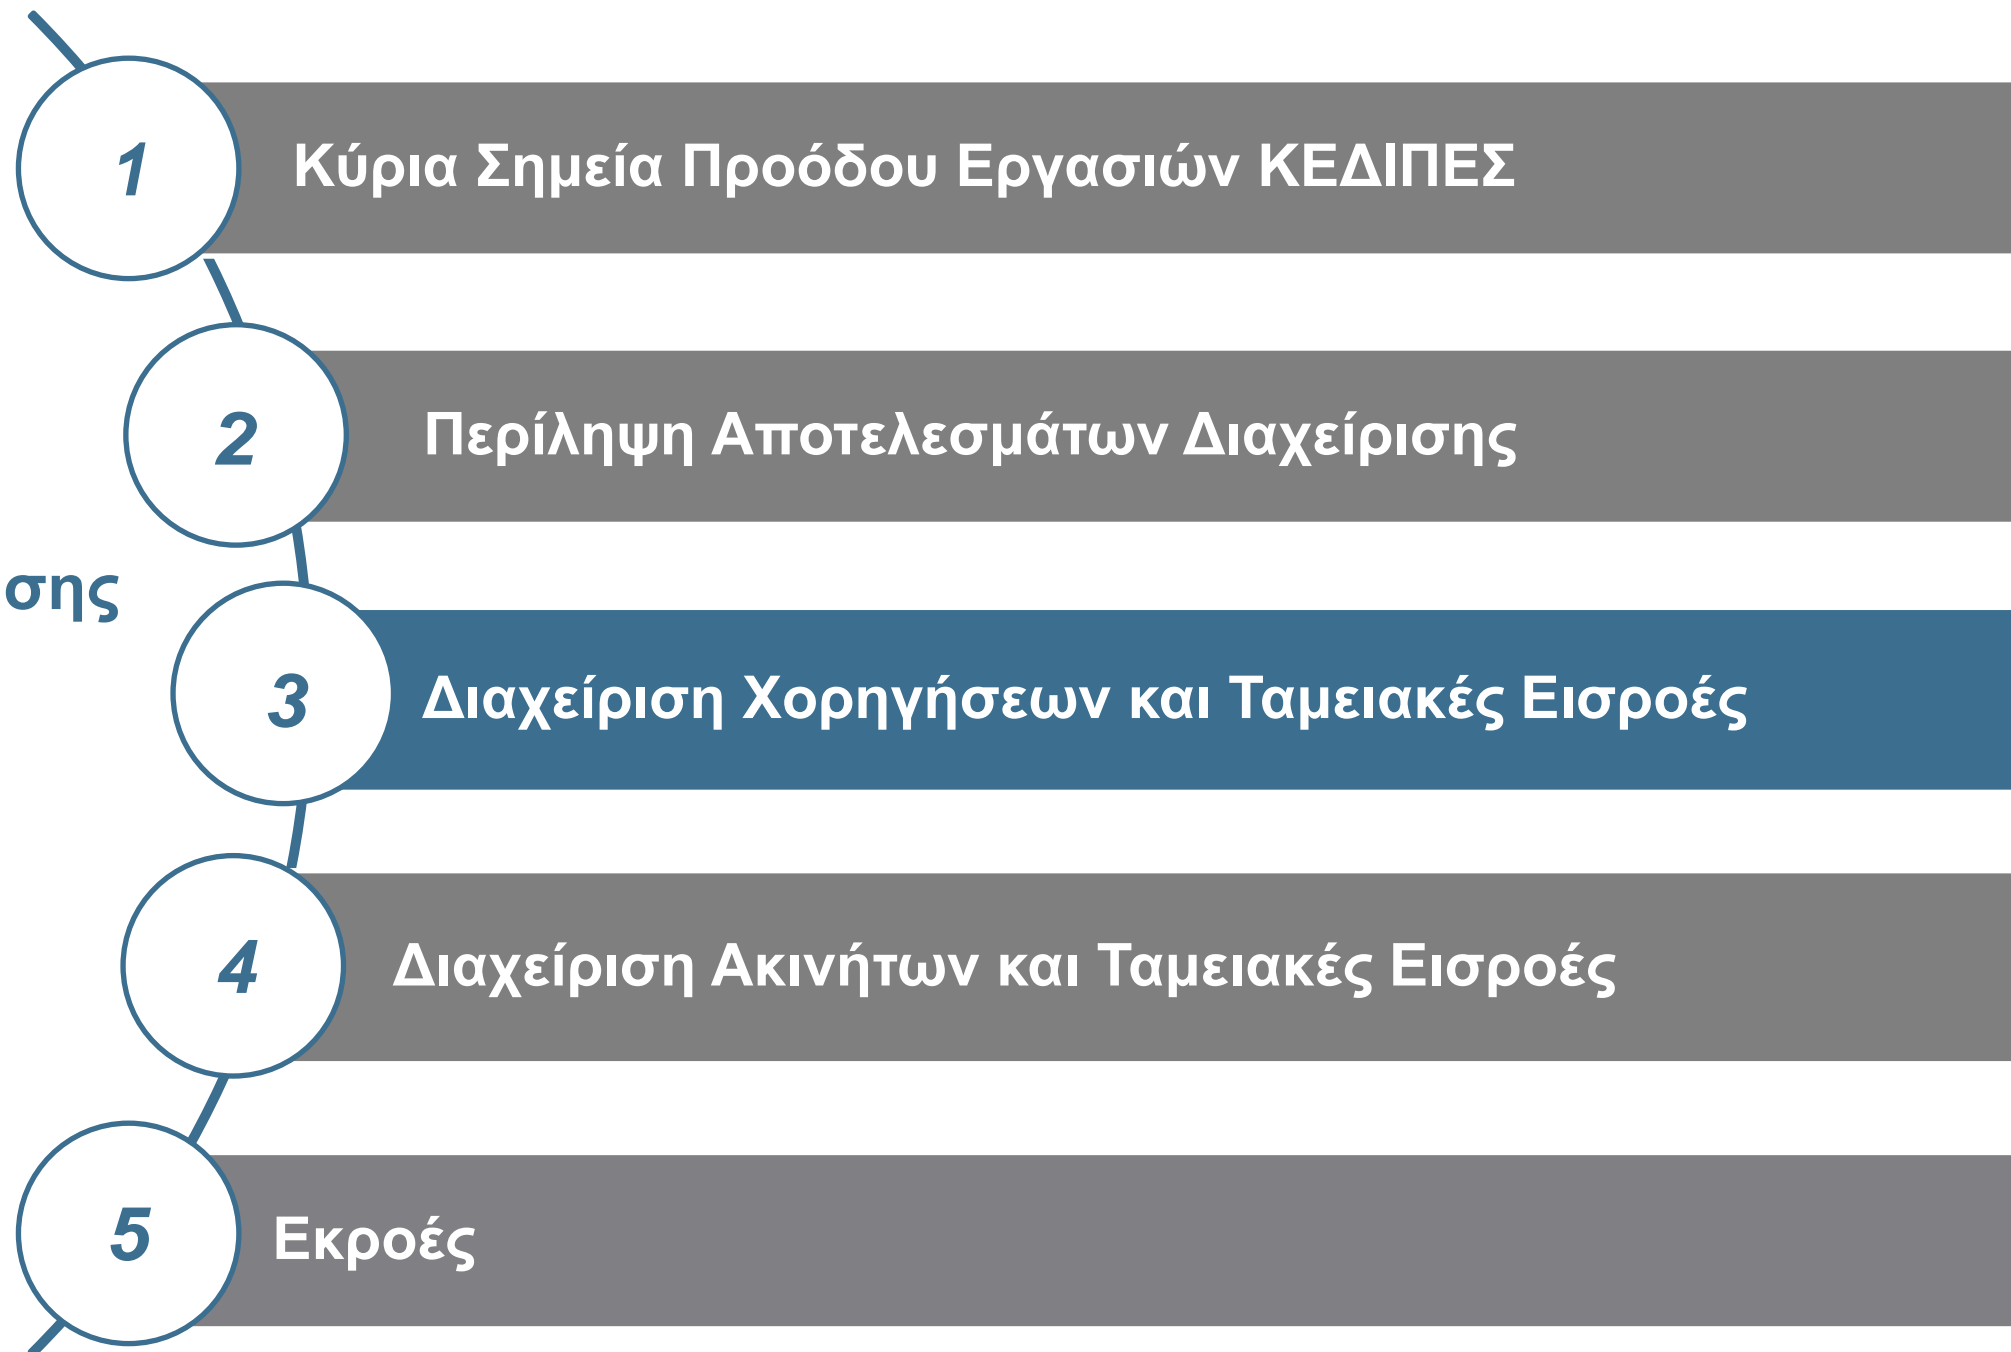 1
Κύρια Σημεία Προόδου Εργασιών ΚΕΔΙΠΕΣ
2
Περίληψη Αποτελεσμάτων Διαχείρισης
σης
3
Διαχείριση Χορηγήσεων και Ταμειακές Εισροές
4
Διαχείριση Ακινήτων και Ταμειακές Εισροές
5
Εκροές